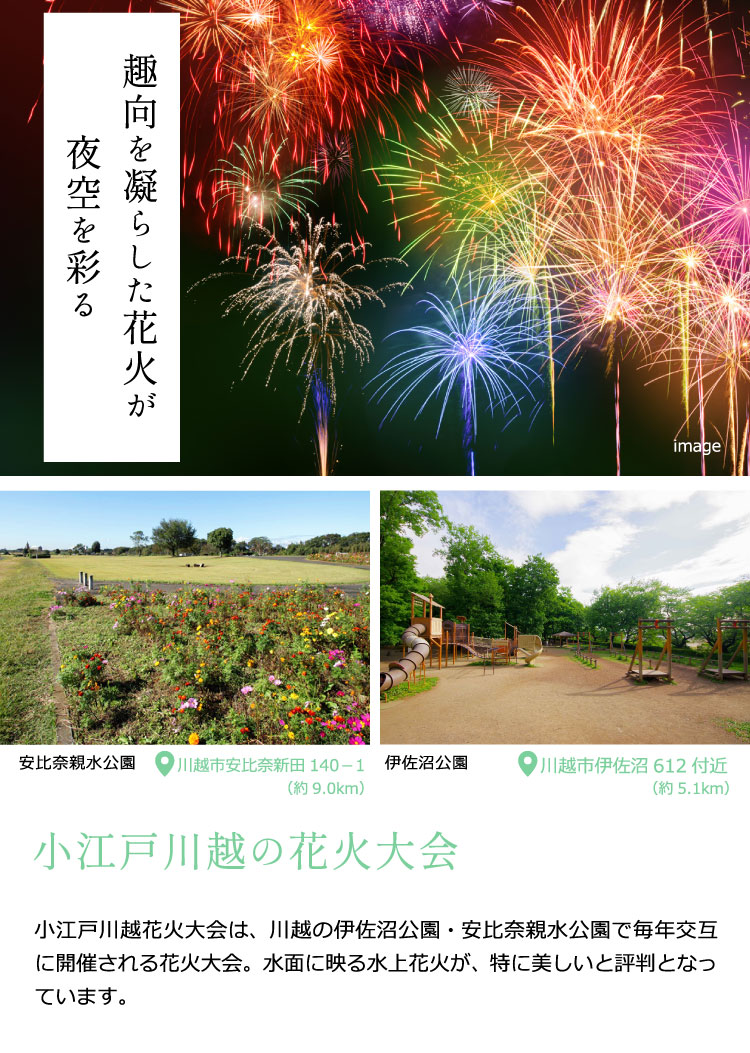 趣向を凝らした花火が
夜空を彩る
image
安比奈親水公園
川越市安比奈新田 140－1
（約 9.0km）
伊佐沼公園
川越市伊佐沼 612 付近
（約 5.1km）
小江戸川越の花火大会
小江戸川越花火大会は、川越の伊佐沼公園・安比奈親水公園で毎年交互
に開催される花火大会。水面に映る水上花火が、特に美しいと評判となっ
ています。